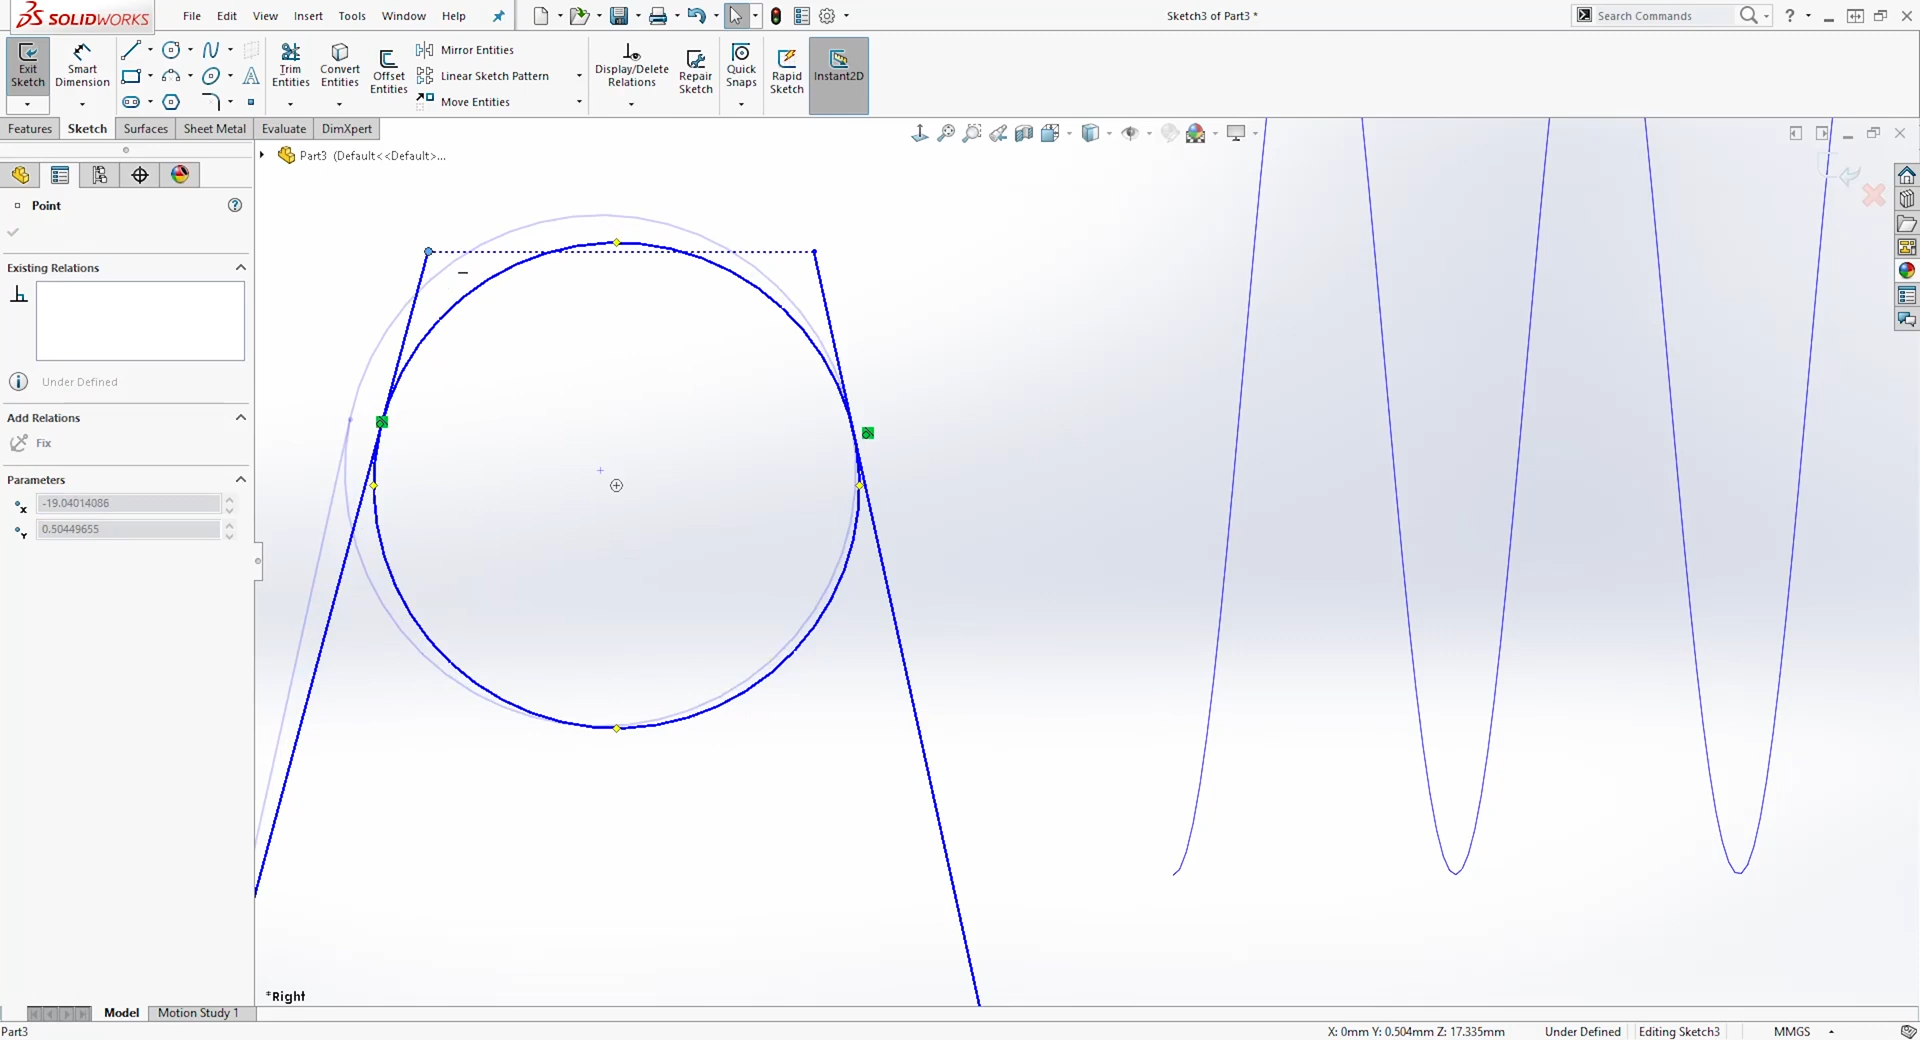 SOLIDWORKS File Edit View Insert Tools Window Help Sketch3 of Part3 * Search Commands ?
Exit Sketch
Smart Dimension
Trim Entities
Convert Entities
Offset Entities
Mirror Entities
Linear Sketch Pattern
Move Entities
Display/Delete Relations
Repair Sketch
Quick Snaps
Rapid Sketch
Instant2D
Features Sketch Surfaces Sheet Metal Evaluate DimXpert
Part3 (Default<<Default>...
Point ?
Existing Relations
Under Defined
Add Relations
Fix
Parameters
x -19.04014086
Y 0.50449655
*Right
Model Motion Study 1
Part3 X: 0mm Y: 0.504mm Z: 17.335mm Under Defined Editing Sketch3 MMGS